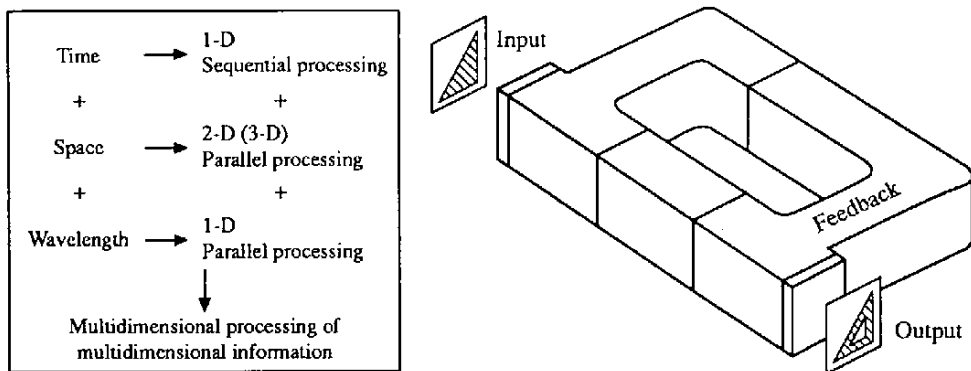 Time
1-D
Sequential processing
+ +
Space
2-D (3-D)
Parallel processing
+ +
Wavelength
1-D
Parallel processing
Multidimensional processing of
multidimensional information
Input
Feedback
Output